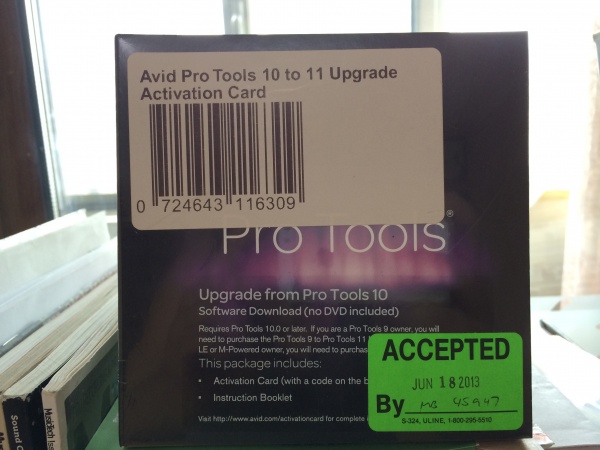 Avid Pro Tools 10 to 11 Upgrade
Activation Card
0 724643 116309
Pro Tools®
Upgrade from Pro Tools 10
Software Download (no DVD included)
Requires Pro Tools 10.0 or later. If you are a Pro Tools 9 owner, you will
need to purchase the Pro Tools 9 to Pro Tools 11
LE or M-Powered owner, you will need to purchas
This package includes:
• Activation Card (with a code on the b
• Instruction Booklet
Visit http://www.avid.com/activationcard for complete
ACCEPTED
JUN 18 2013
By MG 45947
S-324, ULINE, 1-800-295-5510
Sound
Musictech